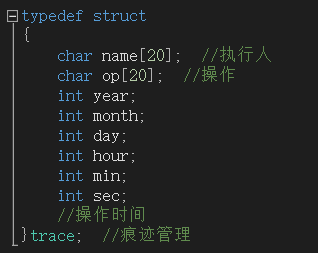 typedef struct
{
char name[20]; //执行人
char op[20]; //操作
int year;
int month;
int day;
int hour;
int min;
int sec;
//操作时间
}trace; //痕迹管理